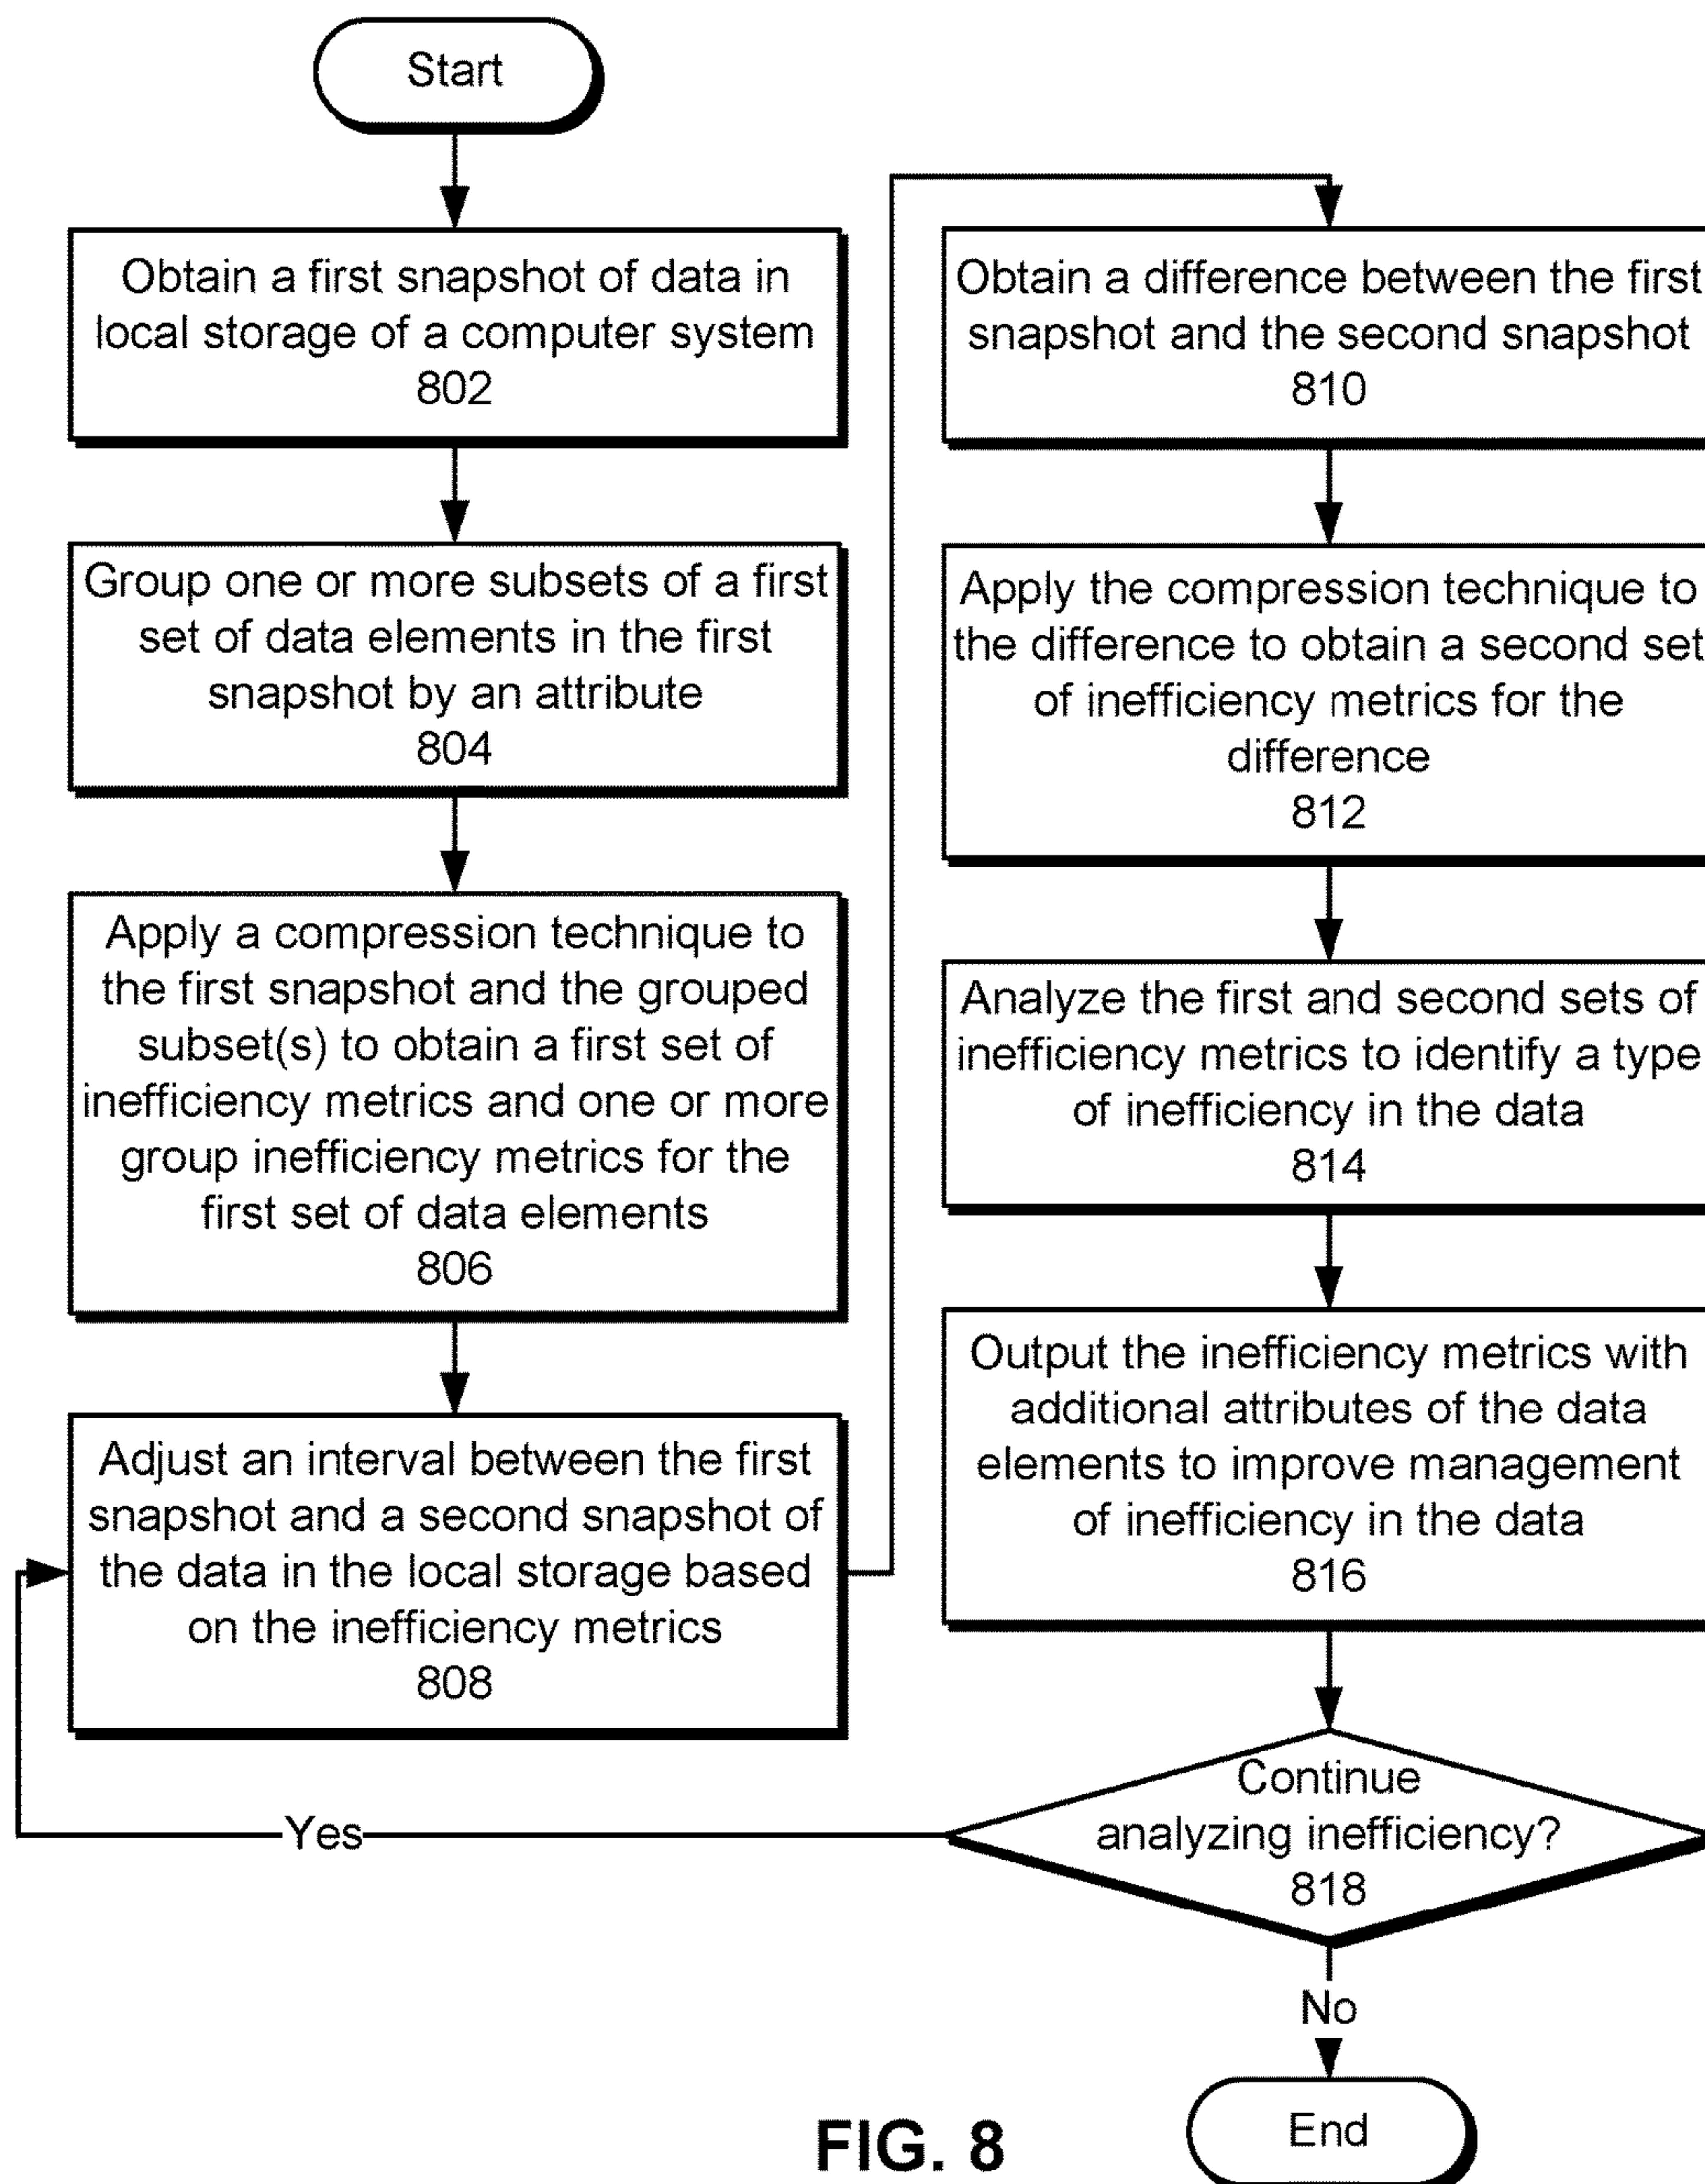 Start
Obtain a first snapshot of data in
local storage of a computer system
802
Group one or more subsets of a first
set of data elements in the first
snapshot by an attribute
804
Apply a compression technique to
the first snapshot and the grouped
subset(s) to obtain a first set of
inefficiency metrics and one or more
group inefficiency metrics for the
first set of data elements
806
Adjust an interval between the first
snapshot and a second snapshot of
the data in the local storage based
on the inefficiency metrics
808
Obtain a difference between the first
snapshot and the second snapshot
810
Apply the compression technique to
the difference to obtain a second set
of inefficiency metrics for the
difference
812
Analyze the first and second sets of
inefficiency metrics to identify a type
of inefficiency in the data
814
Output the inefficiency metrics with
additional attributes of the data
elements to improve management
of inefficiency in the data
816
Continue
analyzing inefficiency?
818
Yes
No
End
FIG. 8